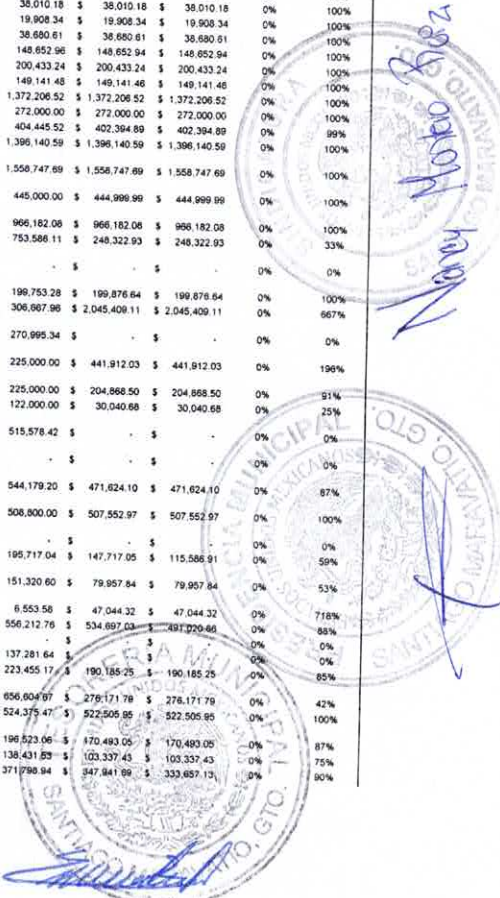 38,010.18 $ 38,010.18 $ 38,010.18 0% 100%
19,908.34 $ 19,908.34 $ 19,908.34 0% 100%
38,680.61 $ 38,680.61 $ 38,680.61 0% 100%
148,652.96 $ 148,652.94 $ 148,652.94 0% 100%
200,433.24 $ 200,433.24 $ 200,433.24 0% 100%
149,141.48 $ 149,141.46 $ 149,141.46 0% 100%
1,372,206.52 $ 1,372,206.52 $ 1,372,206.52 0% 100%
272,000.00 $ 272,000.00 $ 272,000.00 0% 100%
404,445.52 $ 402,394.89 $ 402,394.89 0% 99%
1,396,140.59 $ 1,396,140.59 $ 1,396,140.59 0% 100%
1,558,747.69 $ 1,558,747.69 $ 1,558,747.69 0% 100%
445,000.00 $ 444,999.99 $ 444,999.99 0% 100%
966,182.08 $ 966,182.08 $ 966,182.08 0% 100%
753,586.11 $ 248,322.93 $ 248,322.93 0% 33%
- $ - $ - 0% 0%
199,753.28 $ 199,876.64 $ 199,876.64 0% 100%
306,667.96 $ 2,045,409.11 $ 2,045,409.11 0% 667%
270,995.34 $ - $ - 0% 0%
225,000.00 $ 441,912.03 $ 441,912.03 0% 196%
225,000.00 $ 204,868.50 $ 204,868.50 0% 91%
122,000.00 $ 30,040.68 $ 30,040.68 0% 25%
515,578.42 $ - $ - 0% 0%
- $ - $ - 0% 0%
544,179.20 $ 471,624.10 $ 471,624.10 0% 87%
508,800.00 $ 507,552.97 $ 507,552.97 0% 100%
- $ - $ - 0% 0%
195,717.04 $ 147,717.05 $ 115,586.91 0% 59%
151,320.60 $ 79,957.84 $ 79,957.84 0% 53%
6,553.58 $ 47,044.32 $ 47,044.32 0% 718%
556,212.76 $ 534,697.03 $ 491,020.66 0% 88%
- $ - $ 0% 0%
137,281.64 $ - $ 0% 0%
223,455.17 $ 190,185.25 $ 190,185.25 0% 85%
656,604.67 $ 276,171.79 $ 276,171.79 0% 42%
524,375.47 $ 522,505.95 $ 522,505.95 0% 100%
196,523.06 $ 170,493.05 $ 170,493.05 0% 87%
138,431.53 $ 103,337.43 $ 103,337.43 0% 75%
371,798.94 $ 347,941.69 $ 333,657.13 0% 90%
Nancy
MUNICIPAL
SANTIAGO MARAVATIO, GTO.
TESORERIA MUNICIPAL
SANTIAGO MARAVATIO, GTO.